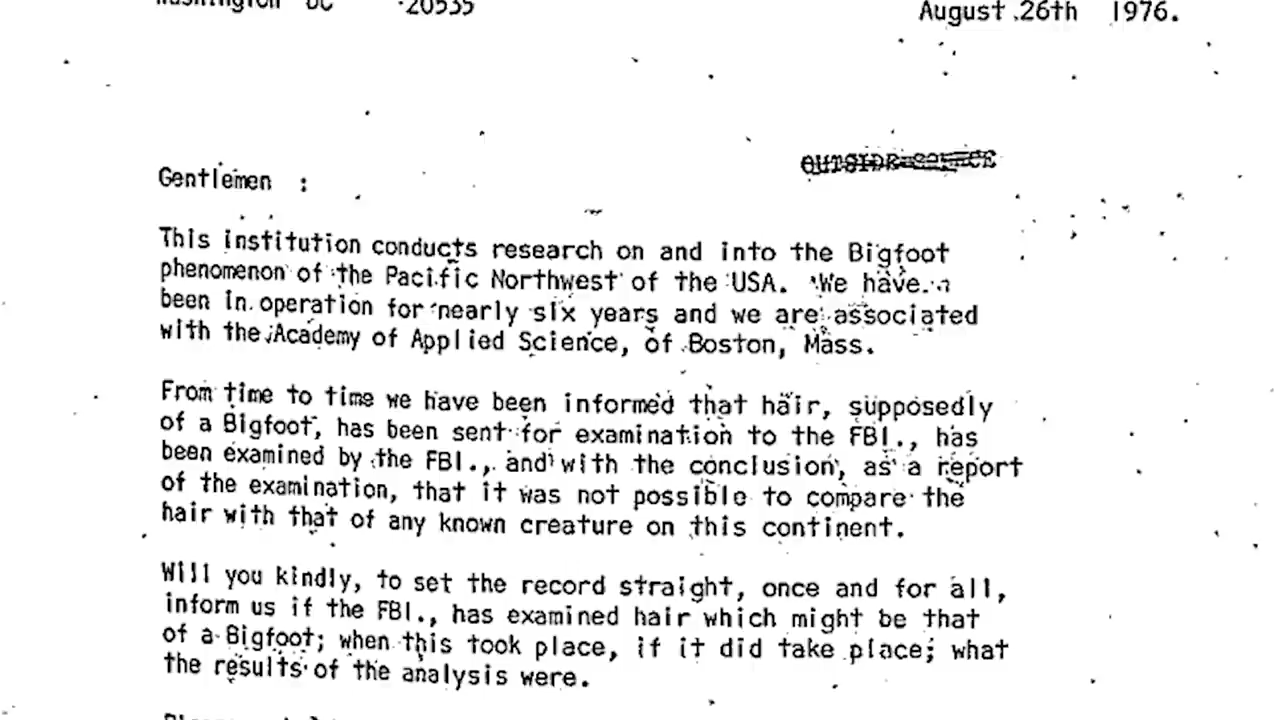 Washington DC 20535
August 26th 1976.
Gentlemen :
This institution conducts research on and into the Bigfoot
phenomenon of the Pacific Northwest of the USA. We have
been in operation for nearly six years and we are associated
with the Academy of Applied Science, of Boston, Mass.
From time to time we have been informed that hair, supposedly
of a Bigfoot, has been sent for examination to the FBI., has
been examined by the FBI., and with the conclusion, as a report
of the examination, that it was not possible to compare the
hair with that of any known creature on this continent.
Will you kindly, to set the record straight, once and for all,
inform us if the FBI., has examined hair which might be that
of a Bigfoot; when this took place, if it did take place; what
the results of the analysis were.